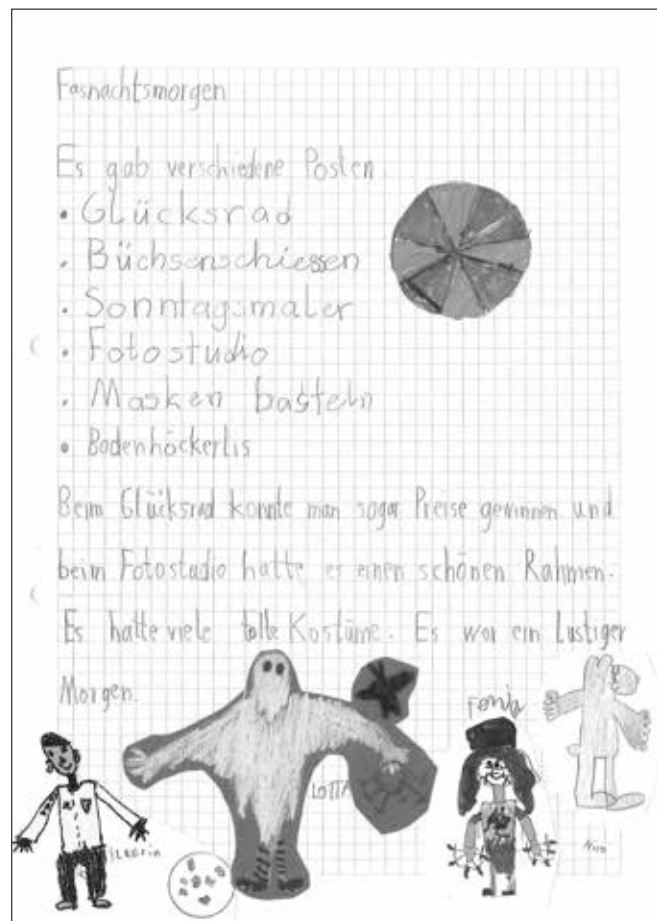 Fasnachtsmorgen
Es gab verschiedene Posten
• Glücksrad
• Büchsenschiessen
• Sonntagsmaler
• Fotostudio
• Masken basteln
• Bodenhöckerlis
Beim Glücksrad konnte man sogar Preise gewinnen und
beim Fotostudio hatte es einen schönen Rahmen.
Es hatte viele tolle Kostüme. Es war ein Lustiger
Morgen.
LOTTA
Nino